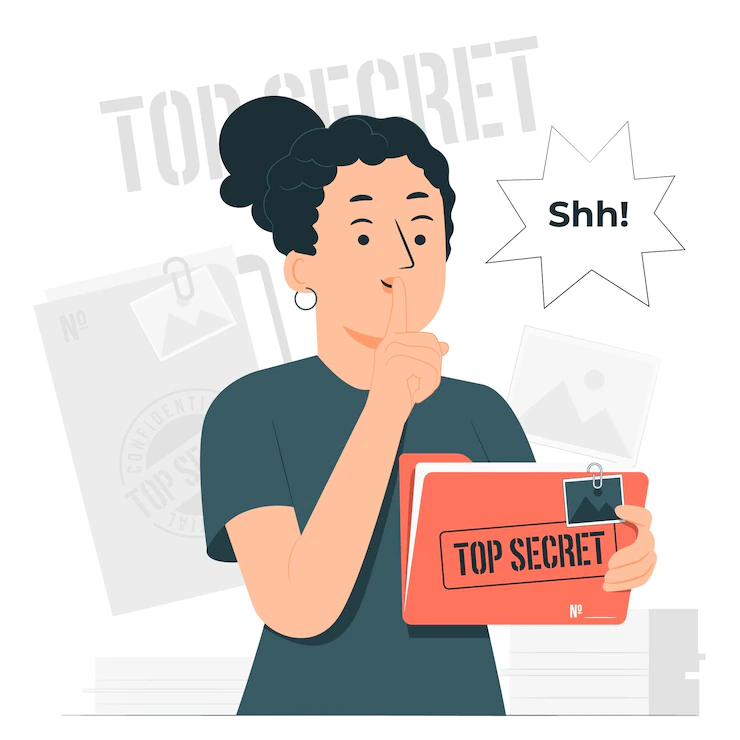 TOP SECRET
Shh!
Nº
CONFIDENTIAL
TOP SECRET
Nº